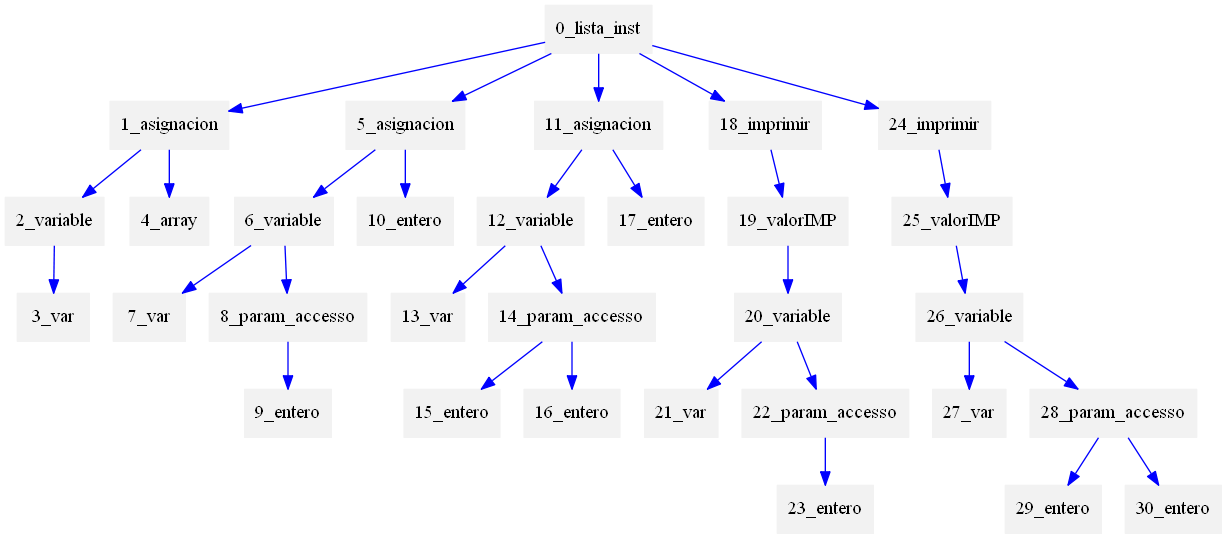 0_lista_inst
1_asignacion
5_asignacion
11_asignacion
18_imprimir
24_imprimir
2_variable
4_array
6_variable
10_entero
12_variable
17_entero
19_valorIMP
25_valorIMP
3_var
7_var
8_param_accesso
13_var
14_param_accesso
20_variable
26_variable
9_entero
15_entero
16_entero
21_var
22_param_accesso
27_var
28_param_accesso
23_entero
29_entero
30_entero